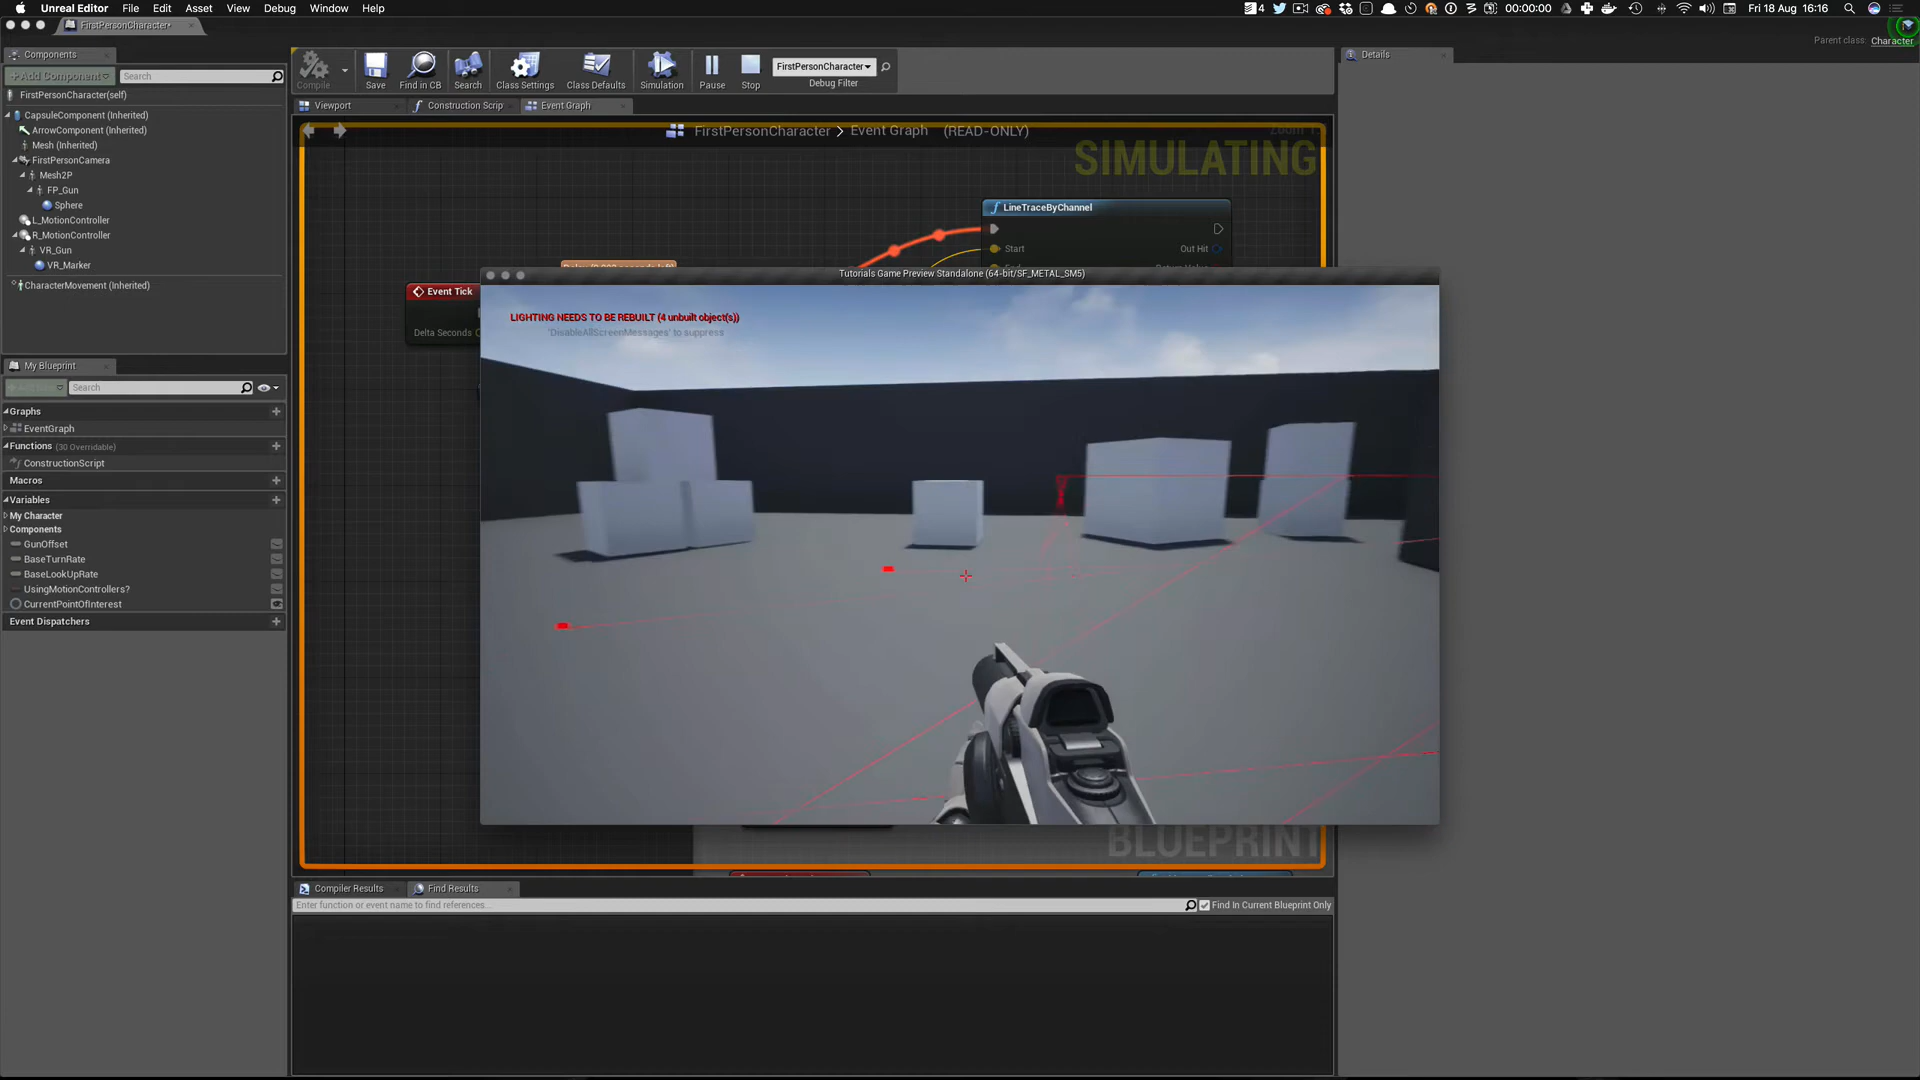 Unreal Editor File Edit Asset View Debug Window Help
4 00:00:00 Fri 18 Aug 16:16
FirstPersonCharacter*
Parent class: Character
Components
Details
+Add Component
Search
Compile
Save
Find in CB
Search
Class Settings
Class Defaults
Simulation
Pause
Stop
FirstPersonCharacter
Debug Filter
FirstPersonCharacter(self)
CapsuleComponent (Inherited)
ArrowComponent (Inherited)
Mesh (Inherited)
FirstPersonCamera
Mesh2P
FP_Gun
Sphere
L_MotionController
R_MotionController
VR_Gun
VR_Marker
CharacterMovement (Inherited)
Viewport
Construction Scrip
Event Graph
FirstPersonCharacter > Event Graph (READ-ONLY)
SIMULATING
LineTraceByChannel
Start
Out Hit
Event Tick
Delta Seconds
Tutorials Game Preview Standalone (64-bit/SF_METAL_SM5)
LIGHTING NEEDS TO BE REBUILT (4 unbuilt object(s))
'DisableAllScreenMessages' to suppress
BLUEPRINT
My Blueprint
Search
Graphs
EventGraph
Functions (30 Overridable)
ConstructionScript
Macros
Variables
My Character
Components
GunOffset
BaseTurnRate
BaseLookUpRate
UsingMotionControllers?
CurrentPointOfInterest
Event Dispatchers
Compiler Results
Find Results
Enter function or event name to find references...
Find In Current Blueprint Only